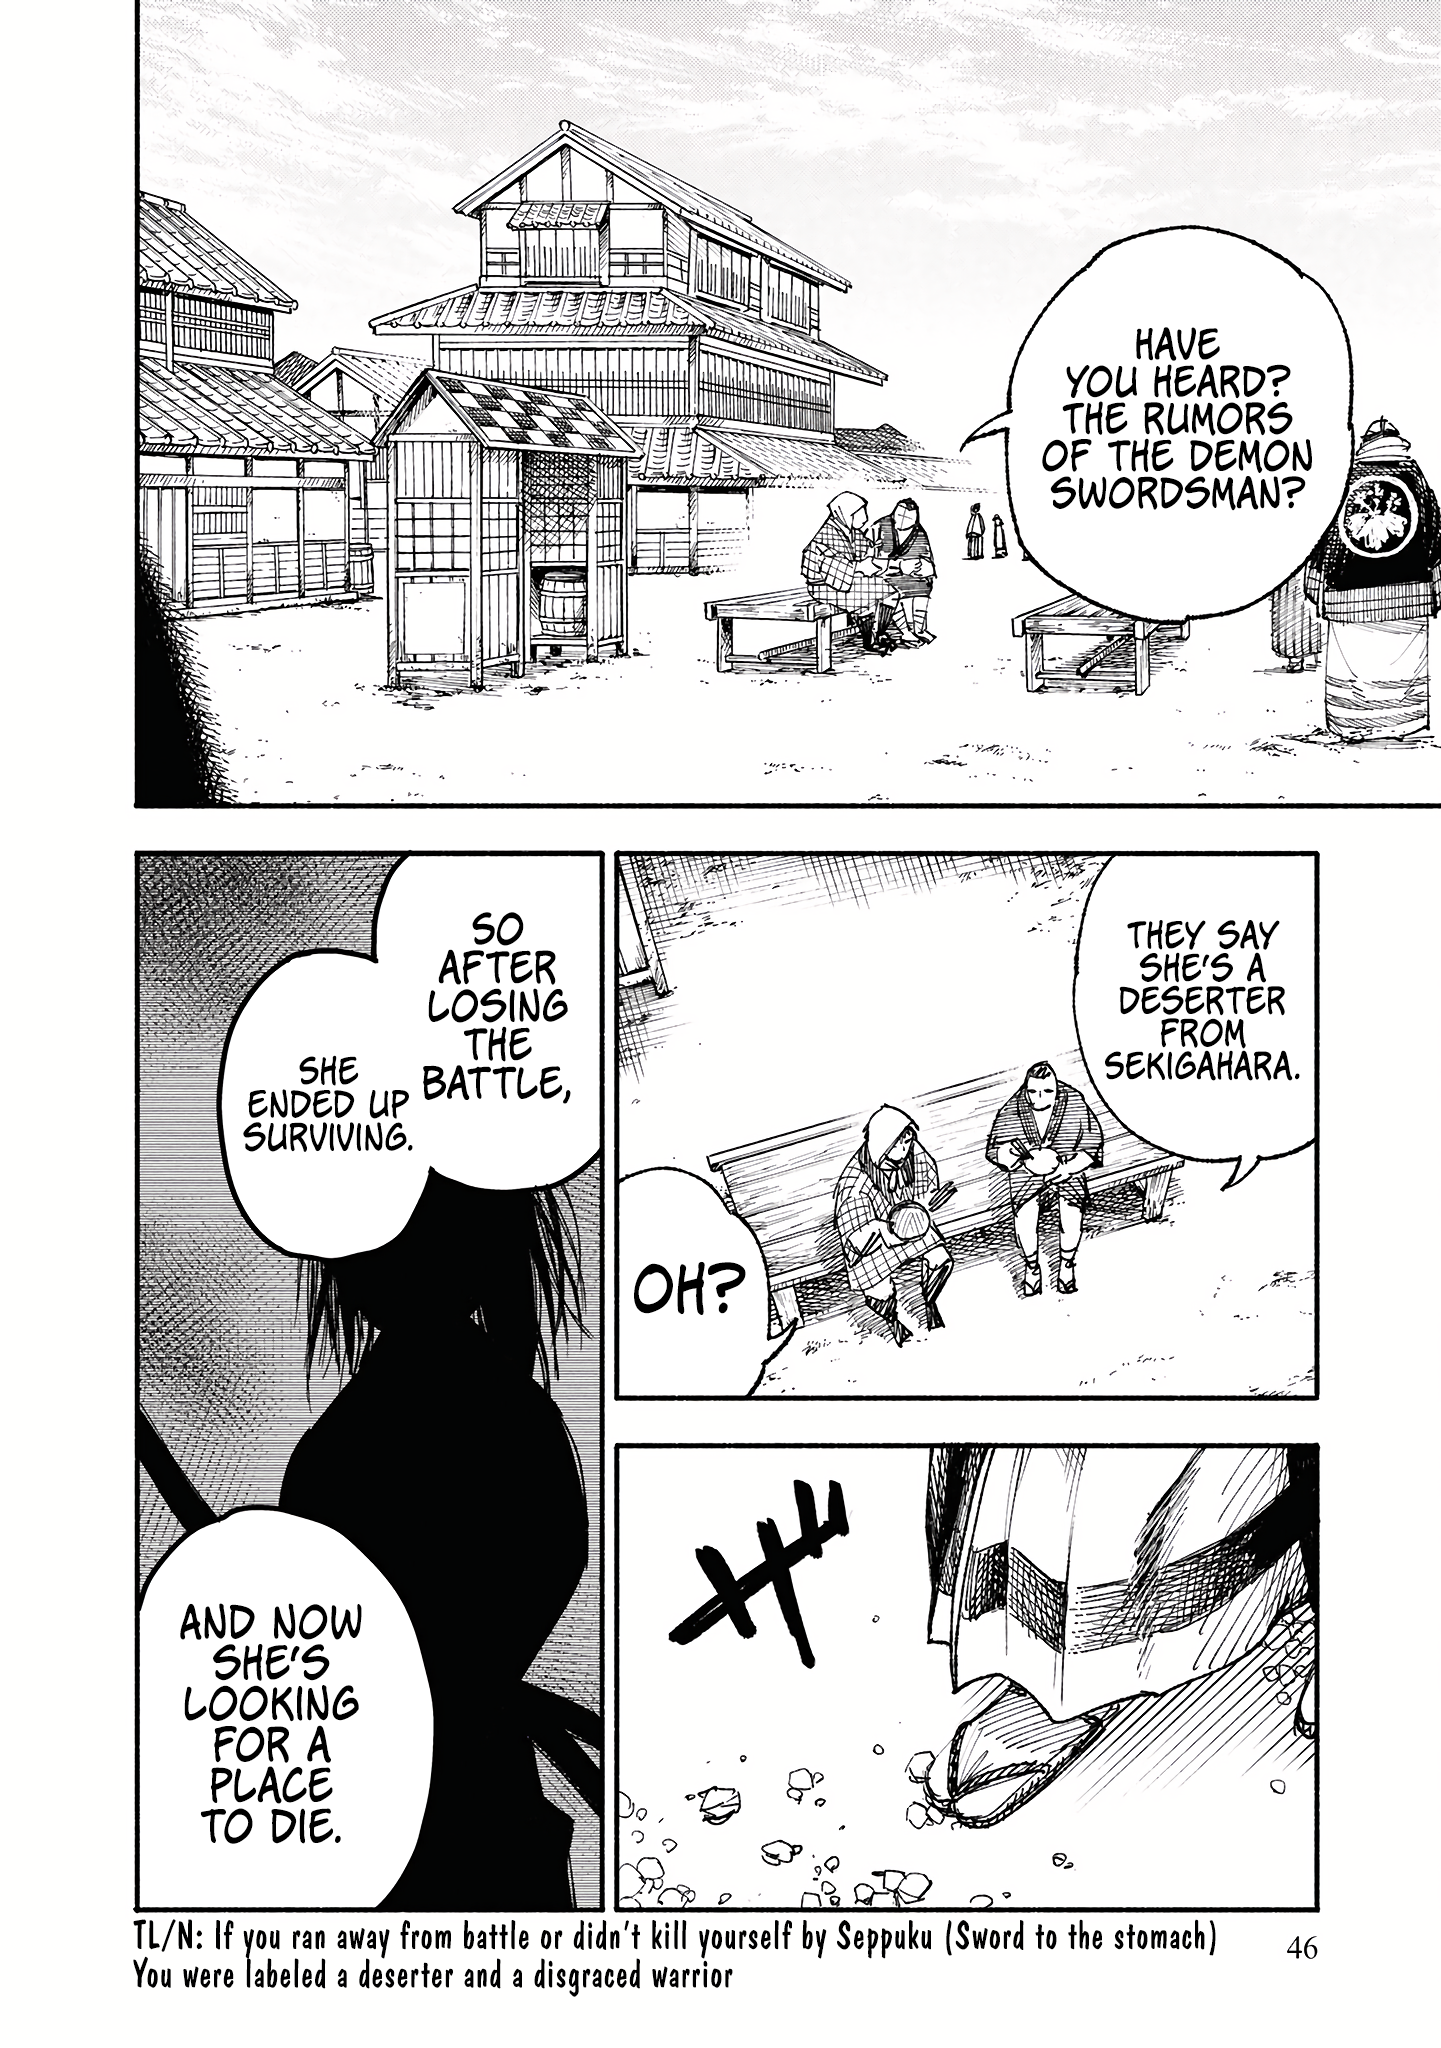 HAVE
YOU HEARD?
THE RUMORS
OF THE DEMON
SWORDSMAN?
THEY SAY
SHE'S A
DESERTER
FROM
SEKIGAHARA.
OH?
ザ
SO
AFTER
LOSING
THE
BATTLE,
SHE
ENDED UP
SURVIVING.
AND NOW
SHE'S
LOOKING
FOR A
PLACE
TO DIE.
TL/N: If you ran away from battle or didn't kill yourself by Seppuku (Sword to the stomach)
You were labeled a deserter and a disgraced warrior
46